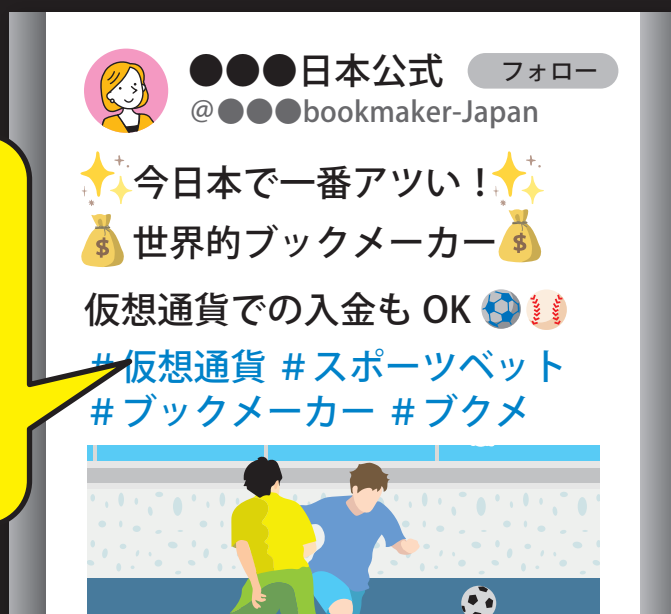 ●●●日本公式 フォロー
@●●●bookmaker-Japan
今日本で一番アツい！
世界的ブックメーカー
仮想通貨での入金も OK
＃仮想通貨 ＃スポーツベット
＃ブックメーカー ＃ブクメ